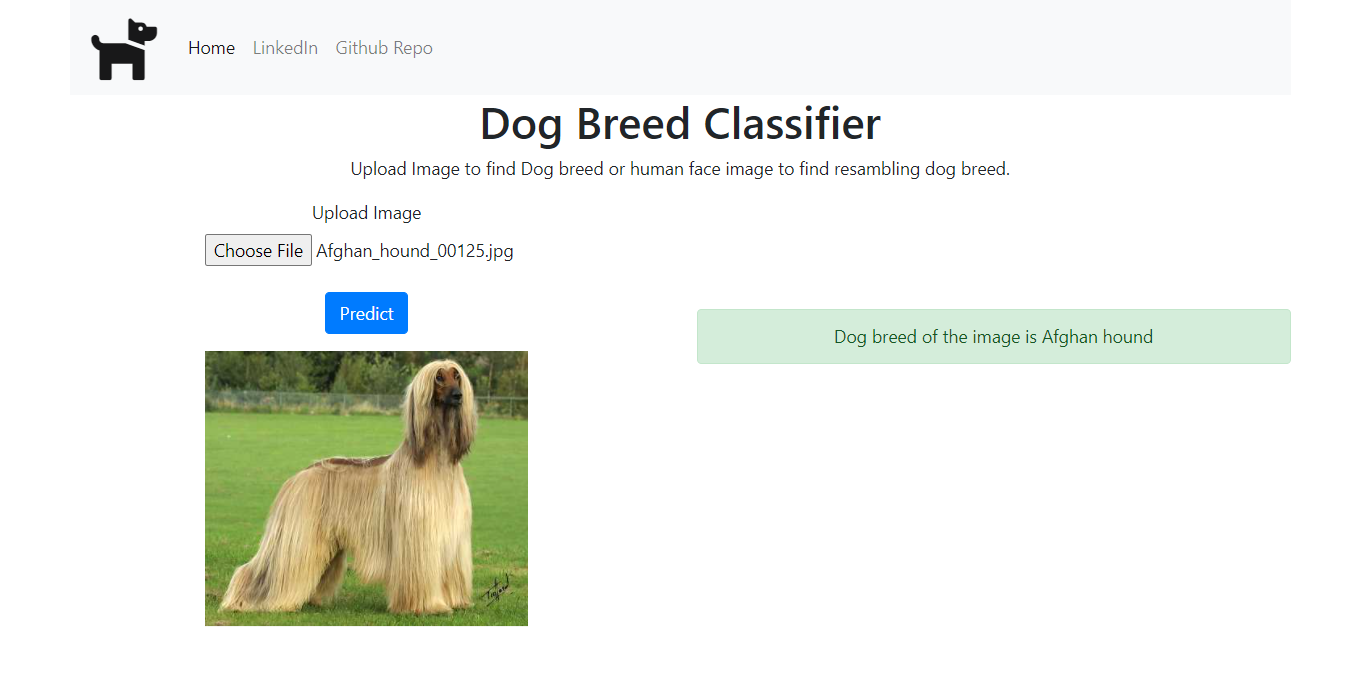 Home LinkedIn Github Repo
Dog Breed Classifier
Upload Image to find Dog breed or human face image to find resambling dog breed.
Upload Image
Choose File Afghan_hound_00125.jpg
Predict
Dog breed of the image is Afghan hound